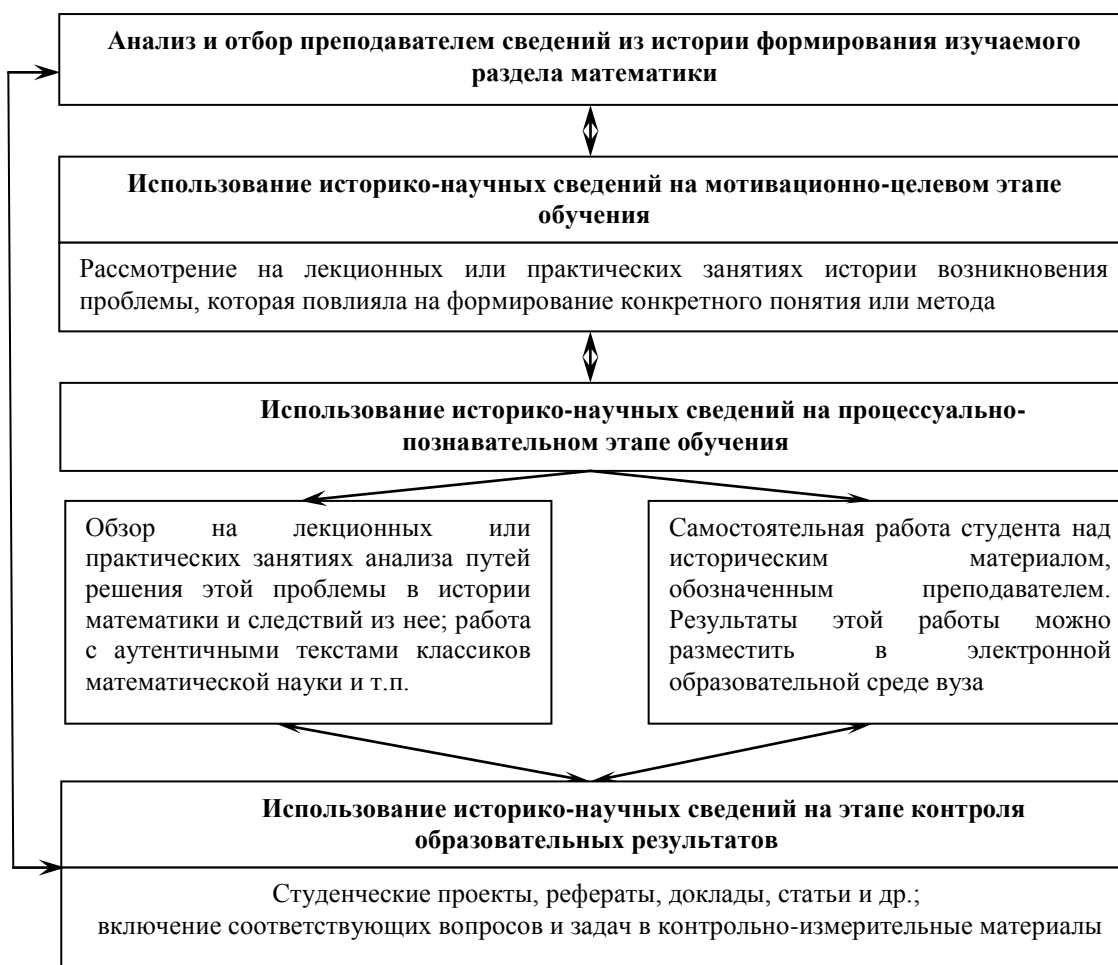 Анализ и отбор преподавателем сведений из истории формирования изучаемого
раздела математики
Использование историко-научных сведений на мотивационно-целевом этапе
обучения
Рассмотрение на лекционных или практических занятиях истории возникновения
проблемы, которая повлияла на формирование конкретного понятия или метода
Использование историко-научных сведений на процессуально-
познавательном этапе обучения
Обзор на лекционных или
практических занятиях анализа путей
решения этой проблемы в истории
математики и следствий из нее; работа
с аутентичными текстами классиков
математической науки и т.п.
Самостоятельная работа студента над
историческим материалом,
обозначенным преподавателем.
Результаты этой работы можно
разместить в электронной
образовательной среде вуза
Использование историко-научных сведений на этапе контроля
образовательных результатов
Студенческие проекты, рефераты, доклады, статьи и др.;
включение соответствующих вопросов и задач в контрольно-измерительные материалы